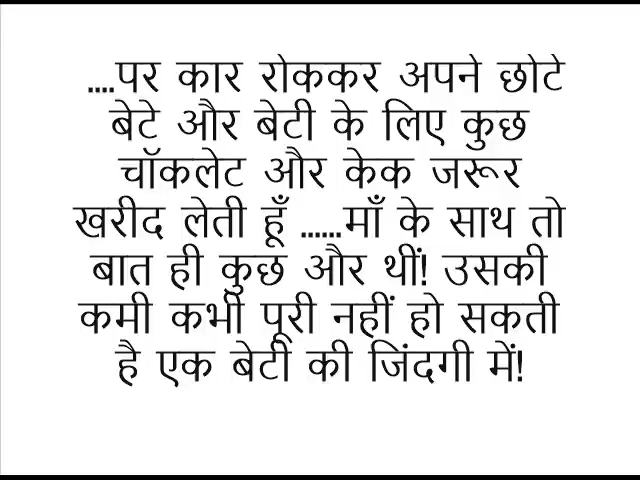 ....पर कार रोककर अपने छोटे
बेटे और बेटी के लिए कुछ
चॉकलेट और केक जरूर
खरीद लेती हूँ ......माँ के साथ तो
बात ही कुछ और थीं! उसकी
कमी कभी पूरी नहीं हो सकती
है एक बेटी की जिंदगी में!